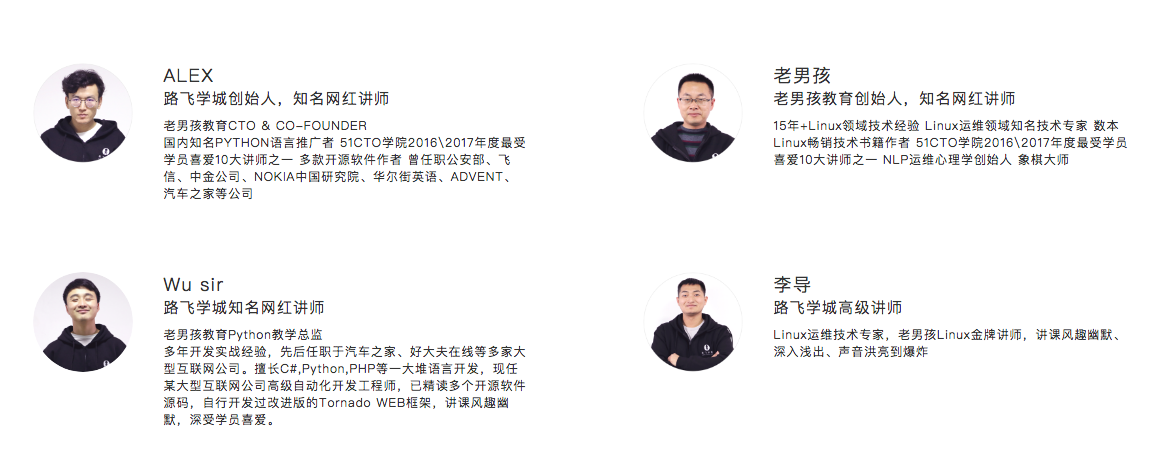 ALEX
路飞学城创始人，知名网红讲师
老男孩教育CTO & CO-FOUNDER
国内知名PYTHON语言推广者 51CTO学院2016\2017年度最受
学员喜爱10大讲师之一 多款开源软件作者 曾任职公安部、飞
信、中金公司、NOKIA中国研究院、华尔街英语、ADVENT、
汽车之家等公司
老男孩
老男孩教育创始人，知名网红讲师
15年+Linux领域技术经验 Linux运维领域知名技术专家 数本
Linux畅销技术书籍作者 51CTO学院2016\2017年度最受学员
喜爱10大讲师之一 NLP运维心理学创始人 象棋大师
Wu sir
路飞学城知名网红讲师
老男孩教育Python教学总监
多年开发实战经验，先后任职于汽车之家、好大夫在线等多家大
型互联网公司。擅长C#,Python,PHP等一大堆语言开发，现任
某大型互联网公司高级自动化开发工程师，已精读多个开源软件
源码，自行开发过改进版的Tornado WEB框架，讲课风趣幽
默，深受学员喜爱。
李导
路飞学城高级讲师
Linux运维技术专家，老男孩Linux金牌讲师，讲课风趣幽默、
深入浅出、声音洪亮到爆炸